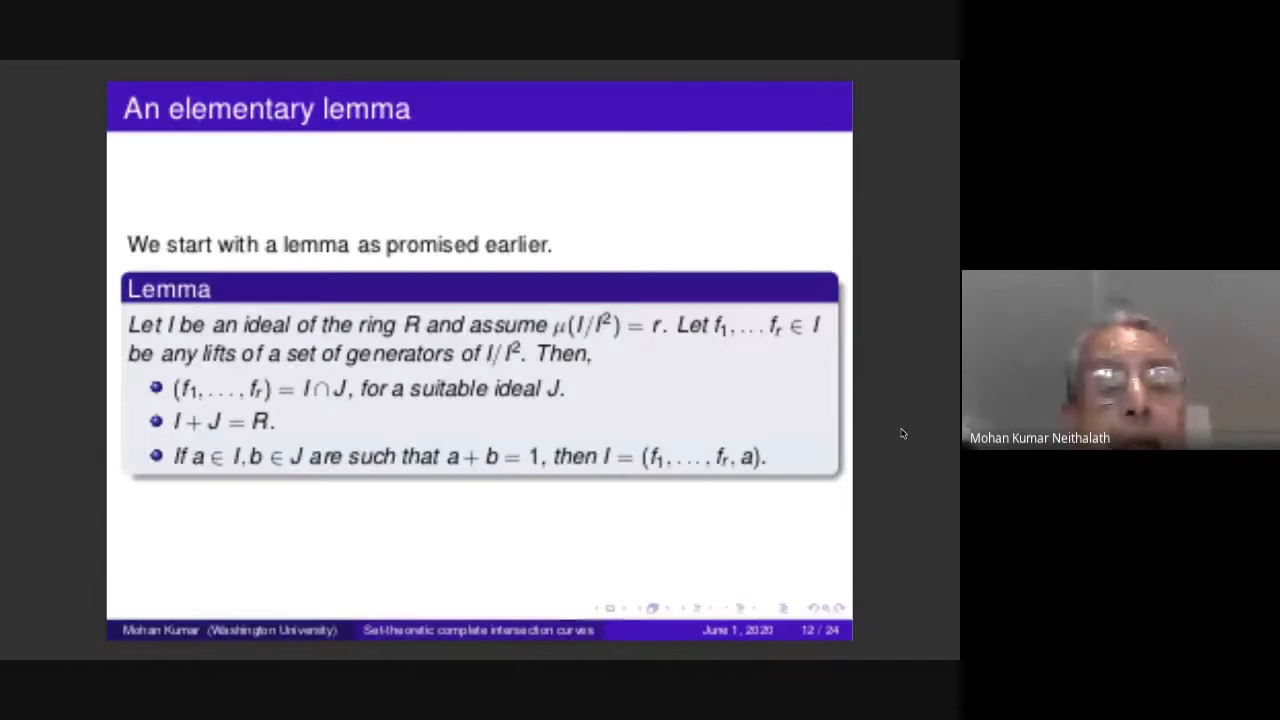 An elementary lemma
We start with a lemma as promised earlier.
Lemma
Let I be an ideal of the ring R and assume μ(I/I²) = r. Let f₁, … fᵣ ∈ I
be any lifts of a set of generators of I/I². Then,
(f₁, …, fᵣ) = I ∩ J, for a suitable ideal J.
I + J = R.
If a ∈ I, b ∈ J are such that a + b = 1, then I = (f₁, …, fᵣ, a).
Mohan Kumar (Washington University) Set-theoretic complete intersection curves June 1, 2020 12 / 24
Mohan Kumar Neithalath